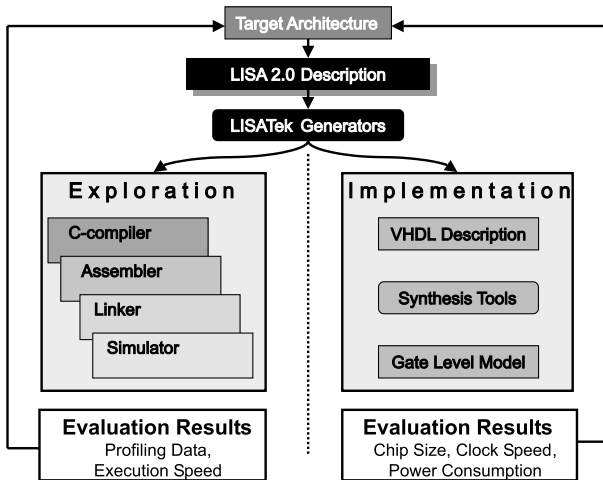 Target Architecture
LISA 2.0 Description
LISATek Generators
Exploration
C-compiler
Assembler
Linker
Simulator
Evaluation Results
Profiling Data,
Execution Speed
Implementation
VHDL Description
Synthesis Tools
Gate Level Model
Evaluation Results
Chip Size, Clock Speed,
Power Consumption